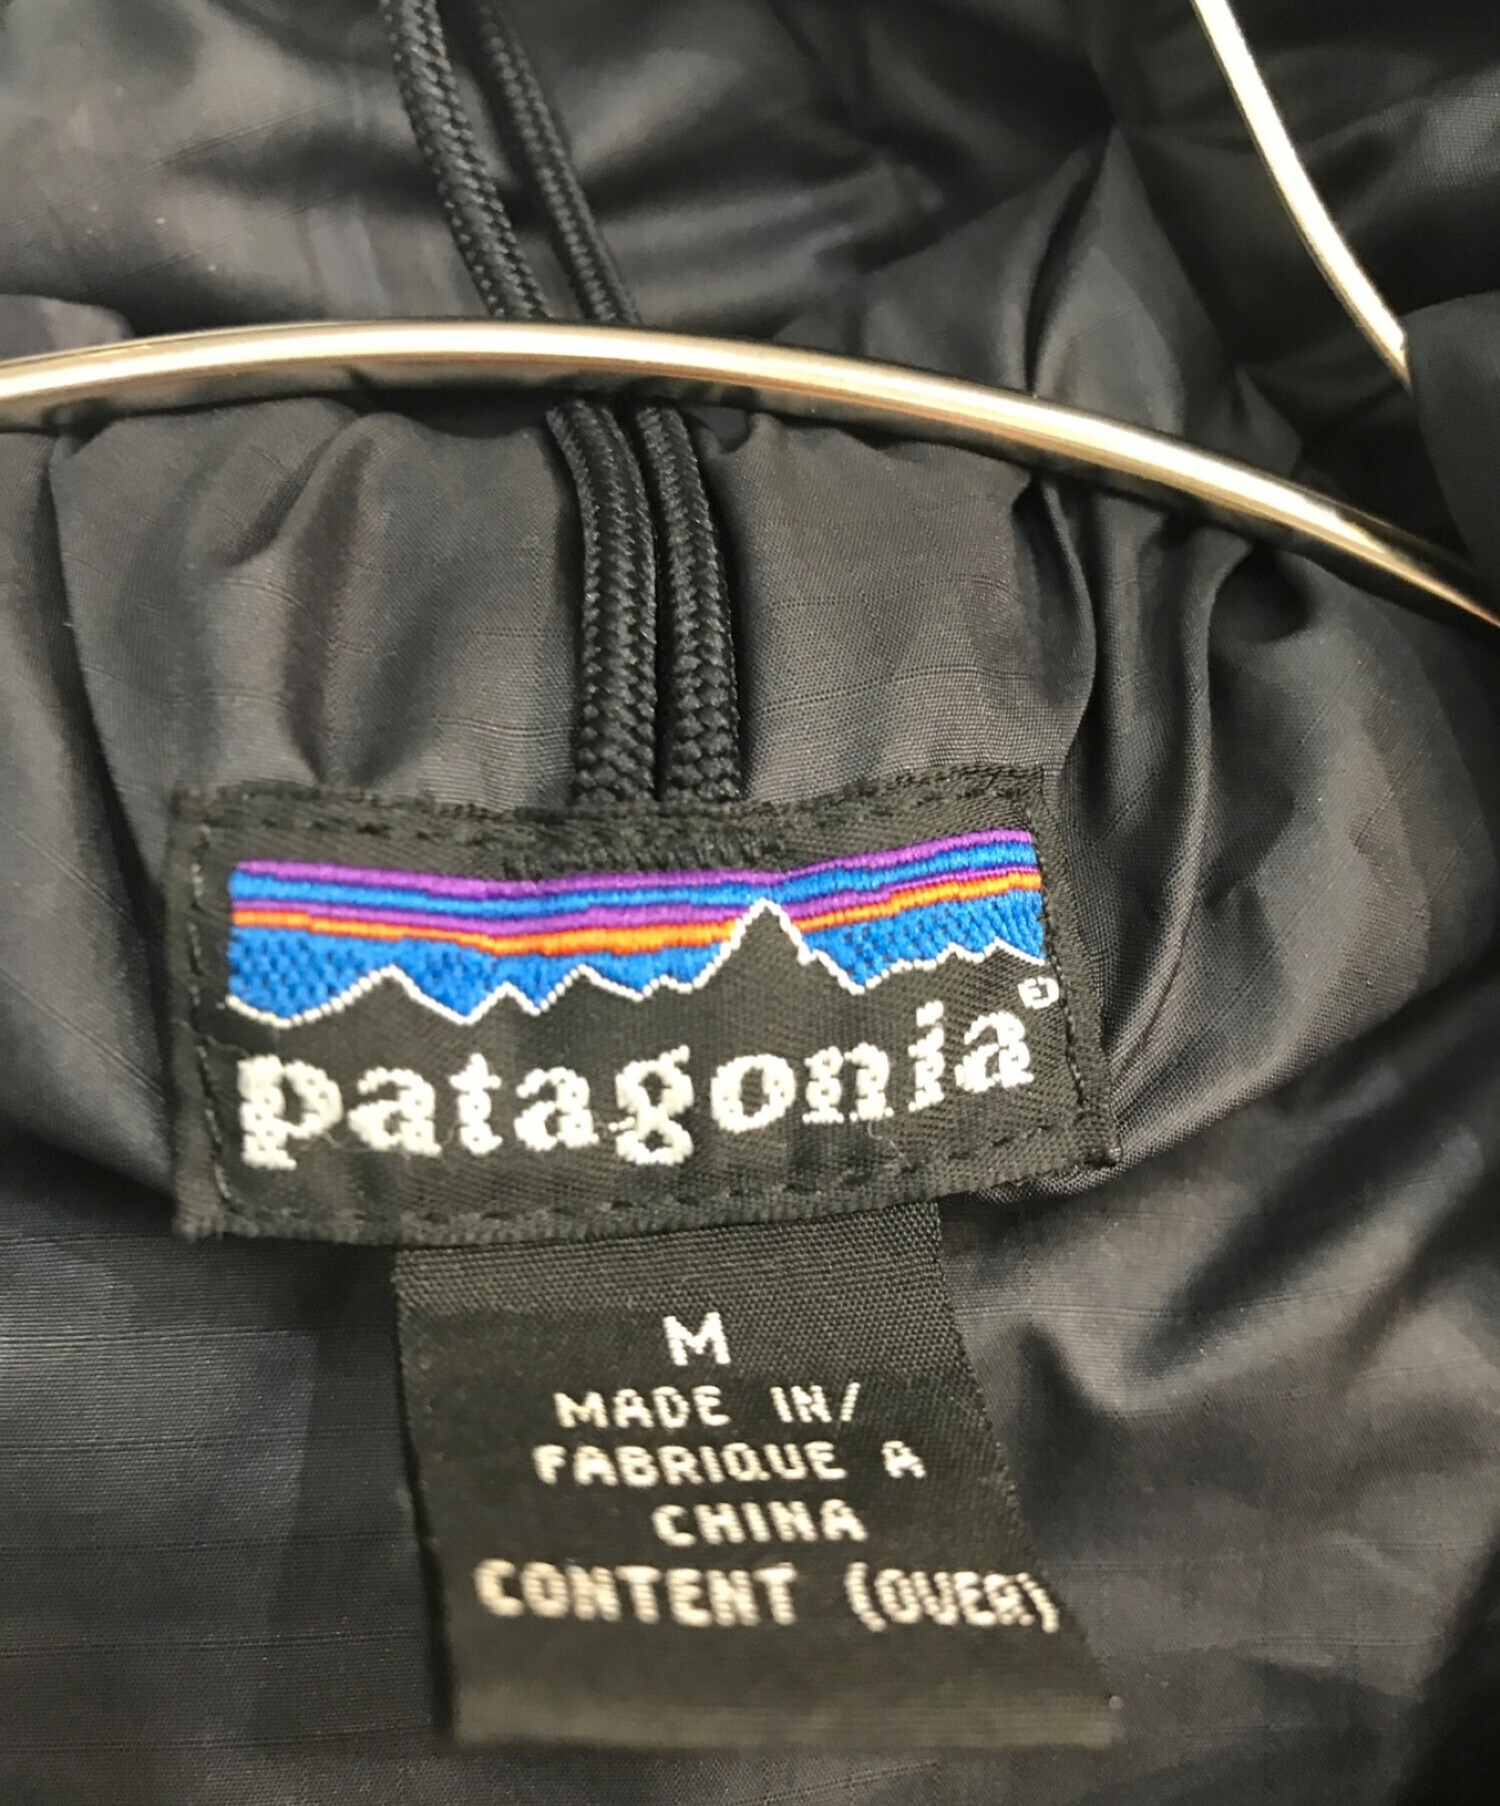 patagonia®
M
MADE IN/
FABRIQUE A
CHINA
CONTENT (OVER)